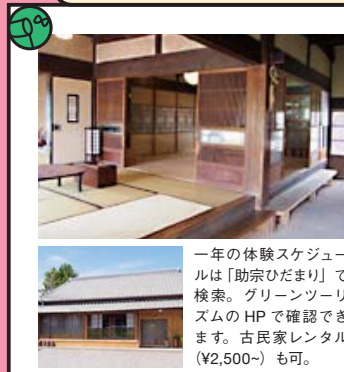 一年の体験スケジュー
ルは「助宗ひだまり」で
検索。グリーンツーリ
ズムの HP で確認でき
ます。古民家レンタル
(¥2,500~) も可。